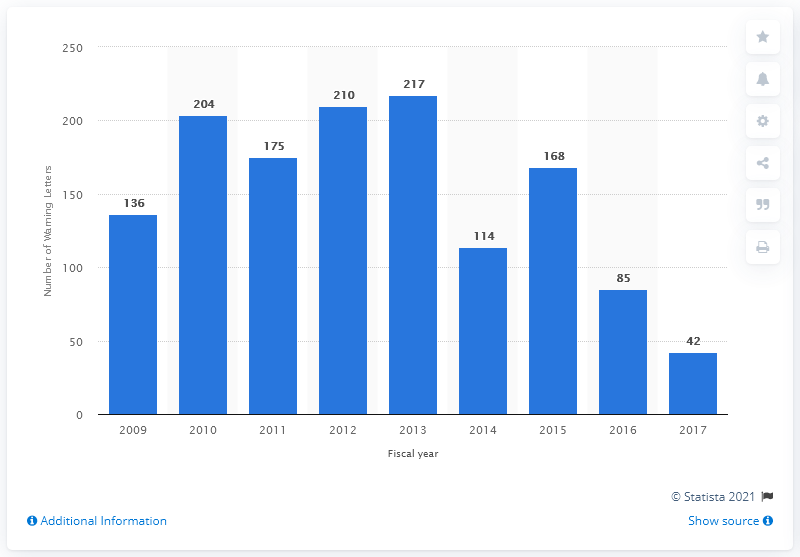 250
200
150
100
50
0
Number of Warning Letters
136
204
175
210
217
114
168
85
42
2009 2010 2011 2012 2013 2014 2015 2016 2017
Fiscal year
© Statista 2021
Additional Information
Show source